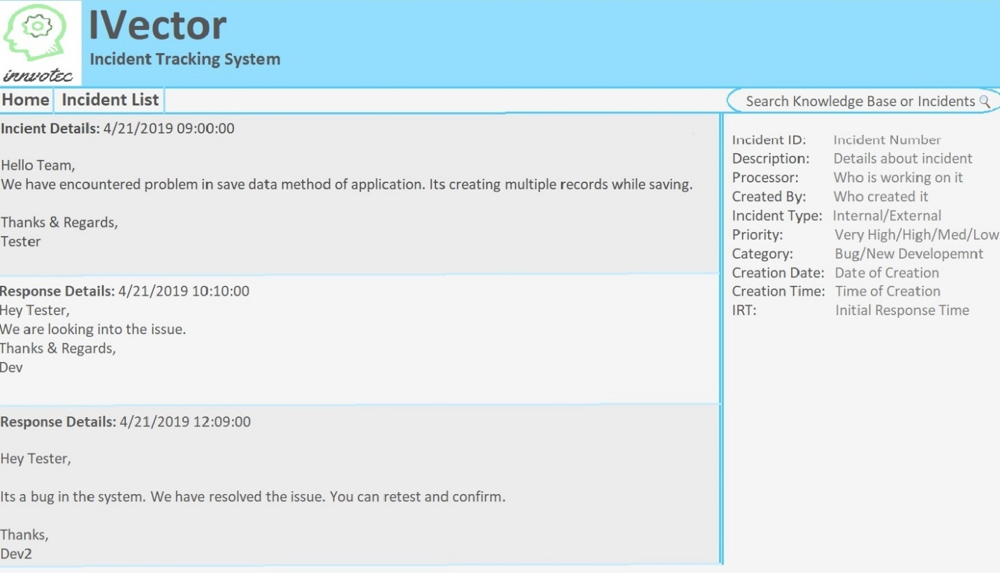 IVector
Incident Tracking System
innvotec
Home Incident List
Search Knowledge Base or Incidents
Incient Details: 4/21/2019 09:00:00
Hello Team,
We have encountered problem in save data method of application. Its creating multiple records while saving.
Thanks & Regards,
Tester
Response Details: 4/21/2019 10:10:00
Hey Tester,
We are looking into the issue.
Thanks & Regards,
Dev
Response Details: 4/21/2019 12:09:00
Hey Tester,
Its a bug in the system. We have resolved the issue. You can retest and confirm.
Thanks,
Dev2
Incident ID: Incident Number
Description: Details about incident
Processor: Who is working on it
Created By: Who created it
Incident Type: Internal/External
Priority: Very High/High/Med/Low
Category: Bug/New Developemnt
Creation Date: Date of Creation
Creation Time: Time of Creation
IRT: Initial Response Time